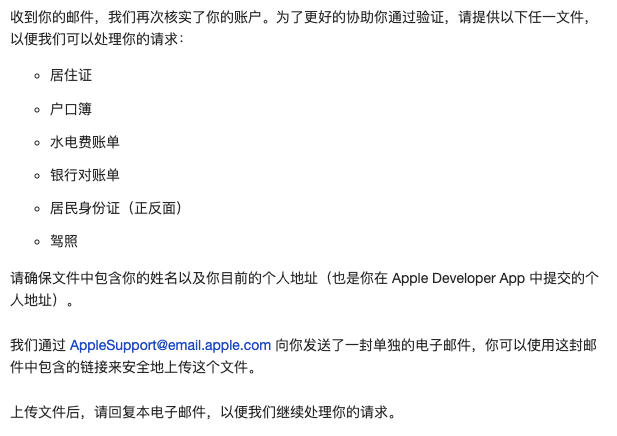 收到你的邮件，我们再次核实了你的账户。为了更好的协助你通过验证，请提供以下任一文件，
以便我们可以处理你的请求：
居住证
户口簿
水电费账单
银行对账单
居民身份证（正反面）
驾照
请确保文件中包含你的姓名以及你目前的个人地址（也是你在 Apple Developer App 中提交的个
人地址）。
我们通过 AppleSupport@email.apple.com 向你发送了一封单独的电子邮件，你可以使用这封邮
件中包含的链接来安全地上传这个文件。
上传文件后，请回复本电子邮件，以便我们继续处理你的请求。